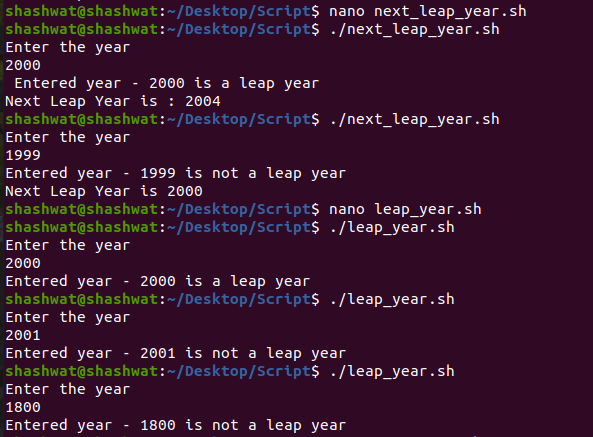 shashwat@shashwat:~/Desktop/Script$ nano next_leap_year.sh
shashwat@shashwat:~/Desktop/Script$ ./next_leap_year.sh
Enter the year
2000
 Entered year - 2000 is a leap year
Next Leap Year is : 2004
shashwat@shashwat:~/Desktop/Script$ ./next_leap_year.sh
Enter the year
1999
Entered year - 1999 is not a leap year
Next Leap Year is 2000
shashwat@shashwat:~/Desktop/Script$ nano leap_year.sh
shashwat@shashwat:~/Desktop/Script$ ./leap_year.sh
Enter the year
2000
Entered year - 2000 is a leap year
shashwat@shashwat:~/Desktop/Script$ ./leap_year.sh
Enter the year
2001
Entered year - 2001 is not a leap year
shashwat@shashwat:~/Desktop/Script$ ./leap_year.sh
Enter the year
1800
Entered year - 1800 is not a leap year